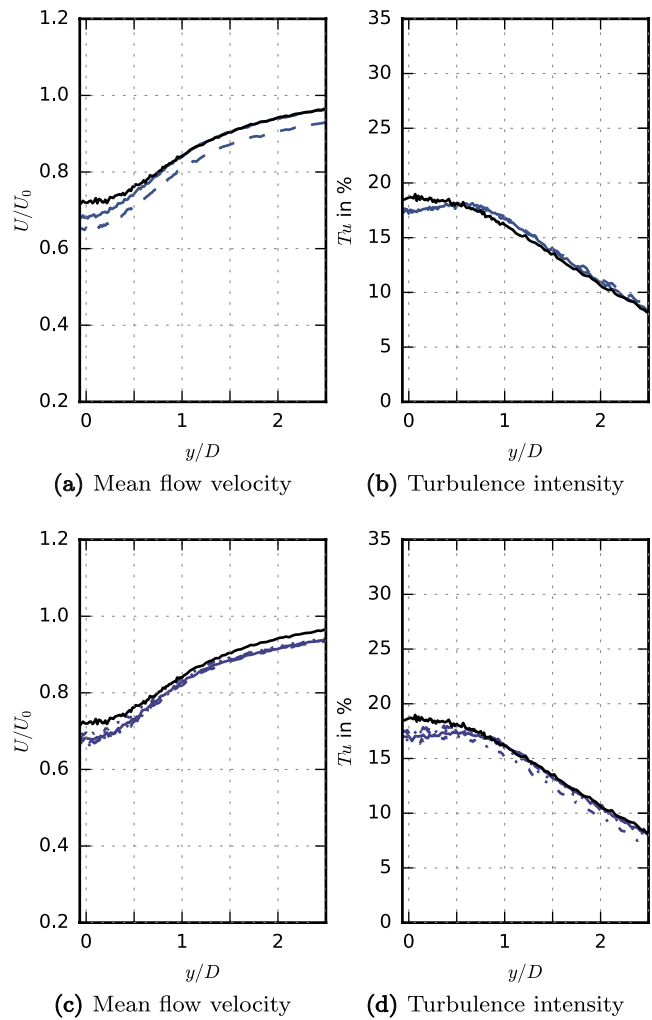 1.2
1.0
0.8
0.6
0.4
0.2
U/U₀
0 1 2
y/D
(a) Mean flow velocity
35
30
25
20
15
10
5
0
Tu in %
0 1 2
y/D
(b) Turbulence intensity
1.2
1.0
0.8
0.6
0.4
0.2
U/U₀
0 1 2
y/D
(c) Mean flow velocity
35
30
25
20
15
10
5
0
Tu in %
0 1 2
y/D
(d) Turbulence intensity